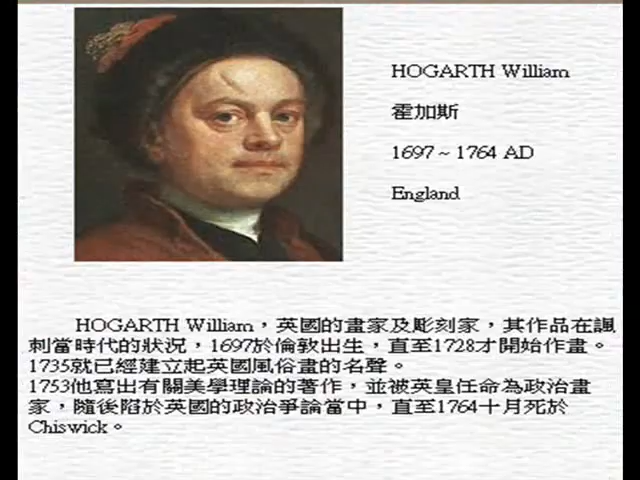 HOGARTH William
霍加斯
1697 ~ 1764 AD
England
HOGARTH William，英國的畫家及彫刻家，其作品在諷
刺當時代的狀況，1697於倫敦出生，直至1728才開始作畫。
1735就已經建立起英國風俗畫的名聲。
1753他寫出有關美學理論的著作，並被英皇任命為政治畫
家，隨後陷於英國的政治爭論當中，直至1764十月死於
Chiswick。